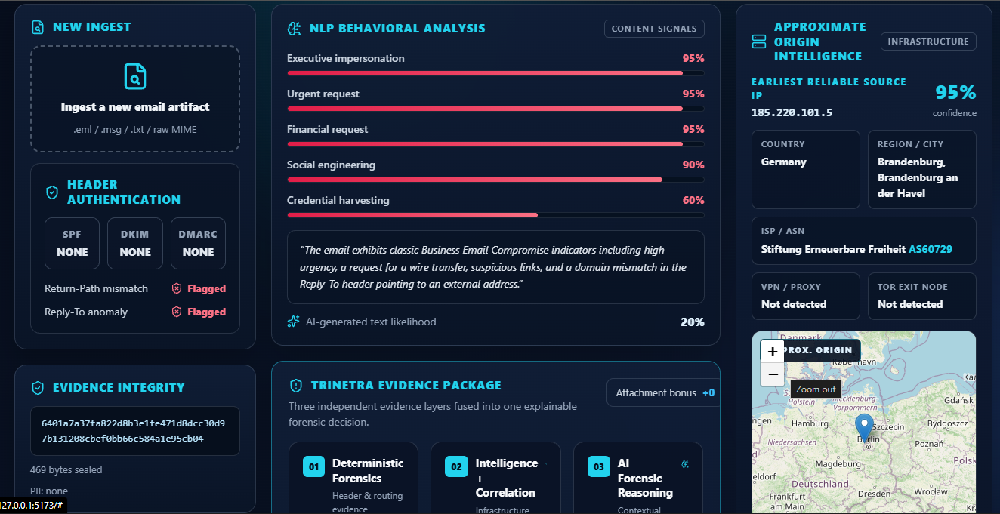 NEW INGEST
Ingest a new email artifact
.eml / .msg / .txt / raw MIME
HEADER
AUTHENTICATION
SPF
NONE
DKIM
NONE
DMARC
NONE
Return-Path mismatch
Flagged
Reply-To anomaly
Flagged
EVIDENCE INTEGRITY
6401a7a37fa822d8b3e1fe471d8dcc30d9
7b131208cbef0bb66c584a1e95cb04
469 bytes sealed
PII: none
127.0.0.1:5173/#
NLP BEHAVIORAL ANALYSIS
CONTENT SIGNALS
Executive impersonation 95%
Urgent request 95%
Financial request 95%
Social engineering 90%
Credential harvesting 60%
“The email exhibits classic Business Email Compromise indicators including high
urgency, a request for a wire transfer, suspicious links, and a domain mismatch in the
Reply-To header pointing to an external address.”
AI-generated text likelihood 20%
TRINETRA EVIDENCE PACKAGE
Three independent evidence layers fused into one explainable
forensic decision.
Attachment bonus +0
01
Deterministic
Forensics
Header & routing
evidence
02
Intelligence
+
Correlation
Infrastructure
03
AI
Forensic
Reasoning
Contextual
APPROXIMATE
ORIGIN
INTELLIGENCE
INFRASTRUCTURE
EARLIEST RELIABLE SOURCE
IP
185.220.101.5
95%
confidence
COUNTRY
Germany
REGION / CITY
Brandenburg,
Brandenburg an
der Havel
ISP / ASN
Stiftung Erneuerbare Freiheit AS60729
VPN / PROXY
Not detected
TOR EXIT NODE
Not detected
+
PROX. ORIGIN
−
Zoom out
Danmark
København
Holstein
Mecklenburg-
Vorpommern
Gdańsk
Hamburg
Szczecin
Bydgoszcz
Niedersachsen
Berlin
Poznań
Magdeburg
Polsk
Deutschland
Dresden
Wrocław
Frankfurt
am Main